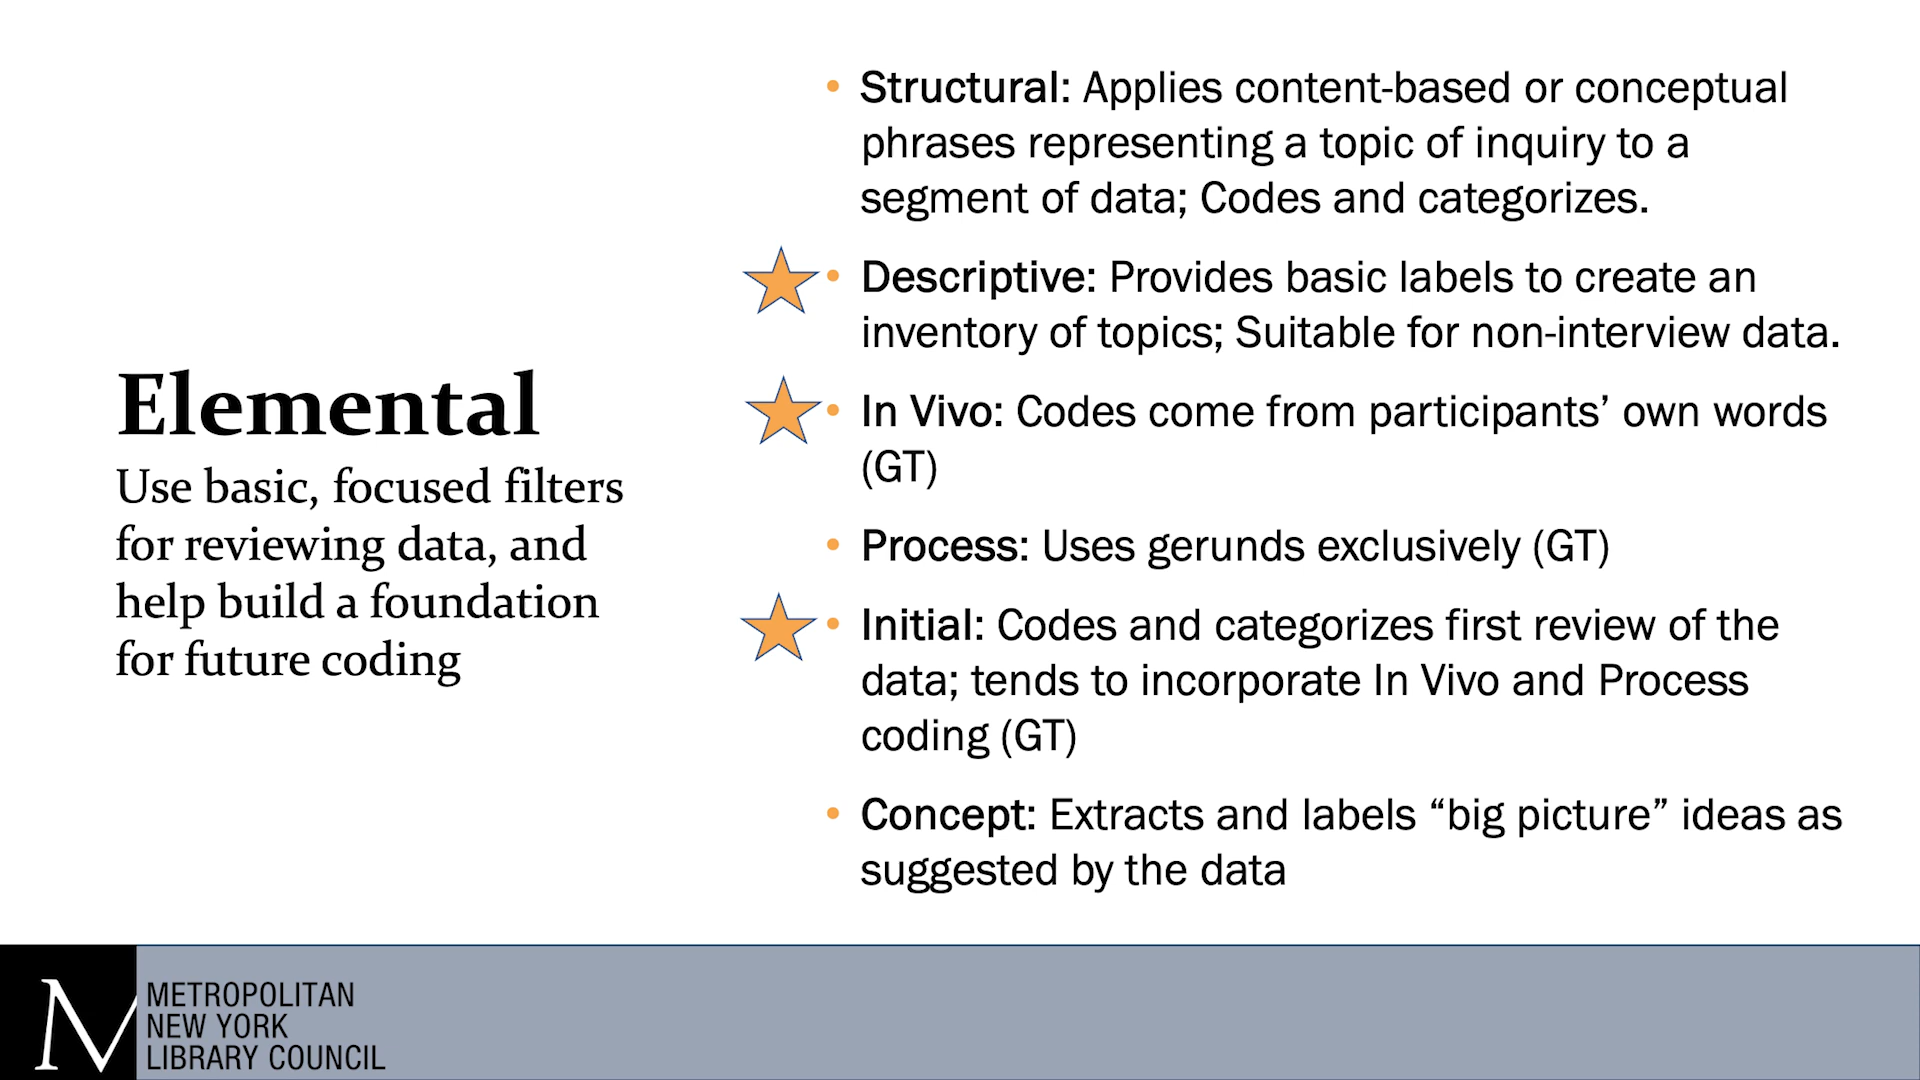 Elemental
Use basic, focused filters
for reviewing data, and
help build a foundation
for future coding
• Structural: Applies content-based or conceptual
phrases representing a topic of inquiry to a
segment of data; Codes and categorizes.
• Descriptive: Provides basic labels to create an
inventory of topics; Suitable for non-interview data.
• In Vivo: Codes come from participants’ own words
(GT)
• Process: Uses gerunds exclusively (GT)
• Initial: Codes and categorizes first review of the
data; tends to incorporate In Vivo and Process
coding (GT)
• Concept: Extracts and labels “big picture” ideas as
suggested by the data
M
METROPOLITAN
NEW YORK
LIBRARY COUNCIL